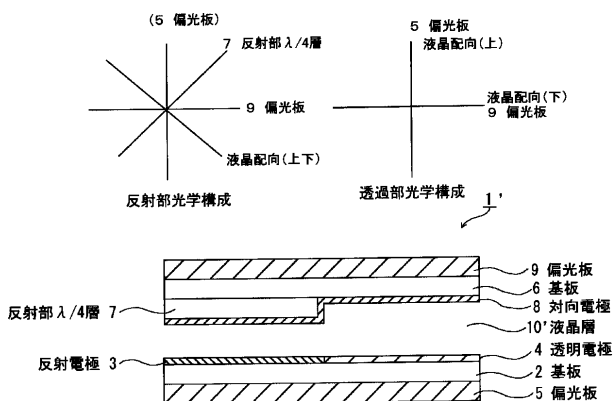 (5 偏光板)
7 反射部λ/4層
9 偏光板
液晶配向(上下)
反射部光学構成
5 偏光板
液晶配向(上)
液晶配向(下)
9 偏光板
透過部光学構成
1'
9 偏光板
6 基板
8 対向電極
反射部λ/4層 7
10'液晶層
反射電極 3
4 透明電極
2 基板
5 偏光板